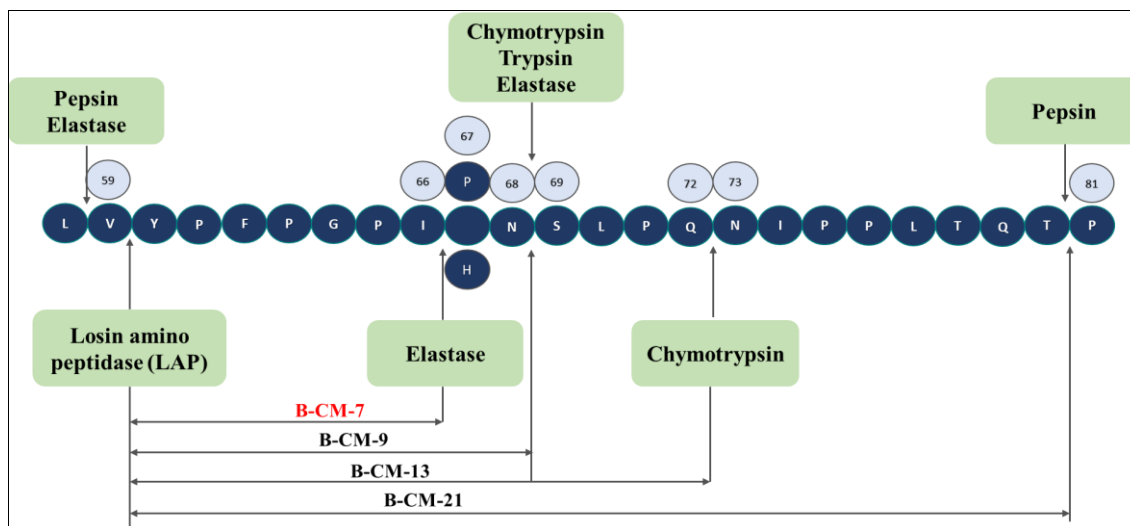 Chymotrypsin
Trypsin
Elastase
Pepsin
Elastase
Pepsin
67
59
66
P
68
69
72
73
81
L V Y P F P G P I N S L P Q N I P P L T Q T P
H
Losin amino
peptidase (LAP)
Elastase
Chymotrypsin
B-CM-7
B-CM-9
B-CM-13
B-CM-21